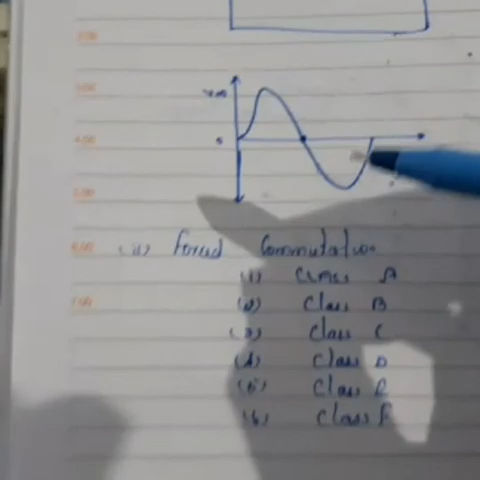 (ii) Forced Commutation
(1) Class A
(2) Class B
(3) Class C
(4) Class D
(5) Class E
(6) Class F